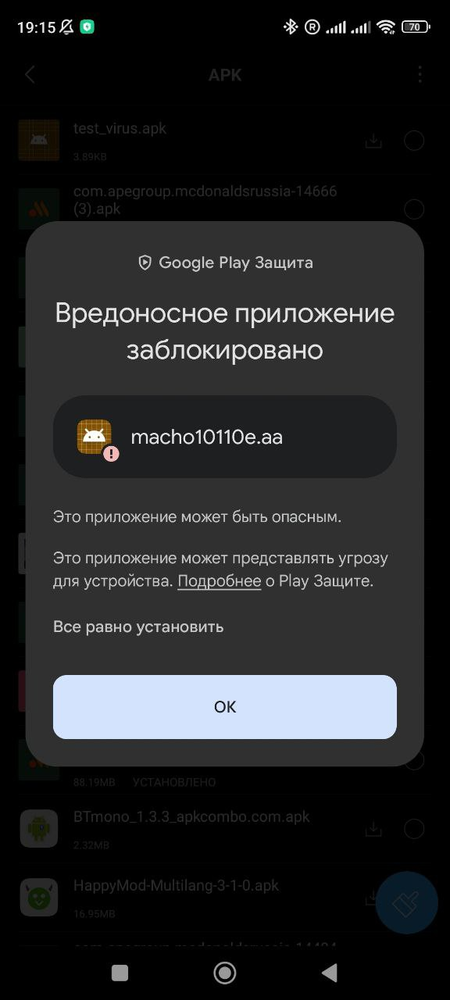 19:15
R
70
APK
test_virus.apk
3.89KB
com.apegroup.mcdonaldsrussia-14666
(3).apk
Google Play Защита
Вредоносное приложение
заблокировано
macho10110e.aa
Это приложение может быть опасным.
Это приложение может представлять угрозу
для устройства. Подробнее о Play Защите.
Все равно установить
ОК
88.19MB УСТАНОВЛЕНО
BTmono_1.3.3_apkcombo.com.apk
2.32MB
HappyMod-Multilang-3-1-0.apk
16.95MB